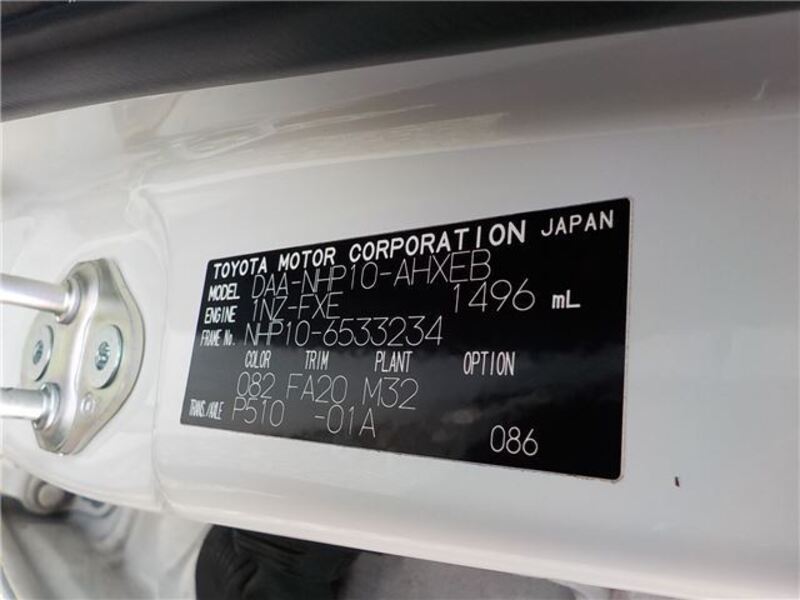 TOYOTA MOTOR CORPORATION JAPAN
MODEL DAA-NHP10-AHXEB
ENGINE 1NZ-FXE 1496 mL
FRAME No. NHP10-6533234
COLOR TRIM PLANT OPTION
082 FA20 M32
TRANS./AXLE P510 -01A
086